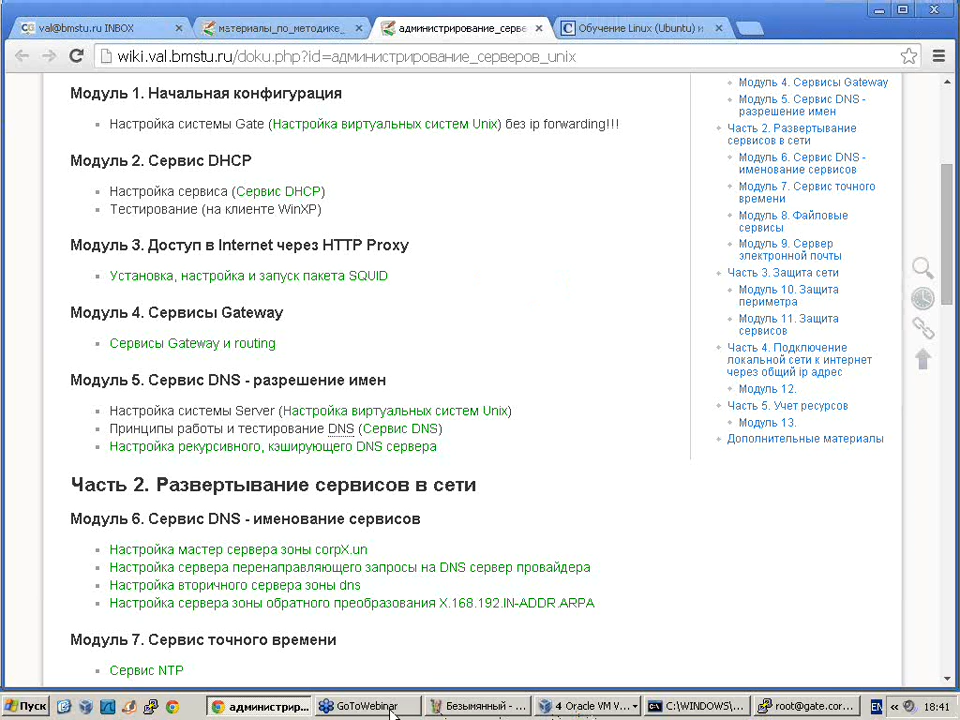 val@bmstu.ru INBOX
материалы_по_методике_
администрирование_серве
Обучение Linux (Ubuntu) и
wiki.val.bmstu.ru/doku.php?id=администрирование_серверов_unix
Модуль 1. Начальная конфигурация
Настройка системы Gate (Настройка виртуальных систем Unix) без ip forwarding!!!
Модуль 2. Сервис DHCP
Настройка сервиса (Сервис DHCP)
Тестирование (на клиенте WinXP)
Модуль 3. Доступ в Internet через HTTP Proxy
Установка, настройка и запуск пакета SQUID
Модуль 4. Сервисы Gateway
Сервисы Gateway и routing
Модуль 5. Сервис DNS - разрешение имен
Настройка системы Server (Настройка виртуальных систем Unix)
Принципы работы и тестирование DNS (Сервис DNS)
Настройка рекурсивного, кэширующего DNS сервера
Часть 2. Развертывание сервисов в сети
Модуль 6. Сервис DNS - именование сервисов
Настройка мастер сервера зоны corpX.un
Настройка сервера перенаправляющего запросы на DNS сервер провайдера
Настройка вторичного сервера зоны dns
Настройка сервера зоны обратного преобразования X.168.192.IN-ADDR.ARPA
Модуль 7. Сервис точного времени
Сервис NTP
Модуль 4. Сервисы Gateway
Модуль 5. Сервис DNS -
разрешение имен
Часть 2. Развертывание
сервисов в сети
Модуль 6. Сервис DNS -
именование сервисов
Модуль 7. Сервис точного
времени
Модуль 8. Файловые
сервисы
Модуль 9. Сервер
электронной почты
Часть 3. Защита сети
Модуль 10. Защита
периметра
Модуль 11. Защита
сервисов
Часть 4. Подключение
локальной сети к интернет
через общий ip адрес
Модуль 12.
Часть 5. Учет ресурсов
Модуль 13.
Дополнительные материалы
Пуск
администрир...
GoToWebinar
Безымянный - ...
4 Oracle VM V...
C:\WINDOWS\...
root@gate.cor...
EN
18:41